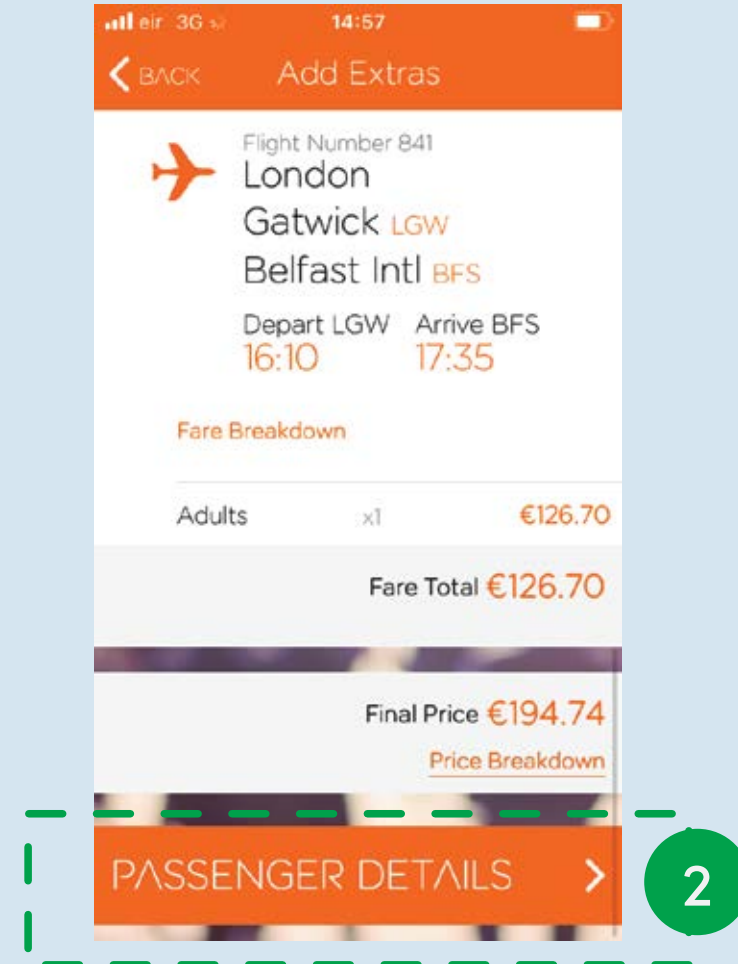 eir 3G 14:57
BACK Add Extras
Flight Number 841
London
Gatwick LGW
Belfast Intl BFS
Depart LGW Arrive BFS
16:10 17:35
Fare Breakdown
Adults x1 €126.70
Fare Total €126.70
Final Price €194.74
Price Breakdown
PASSENGER DETAILS
2